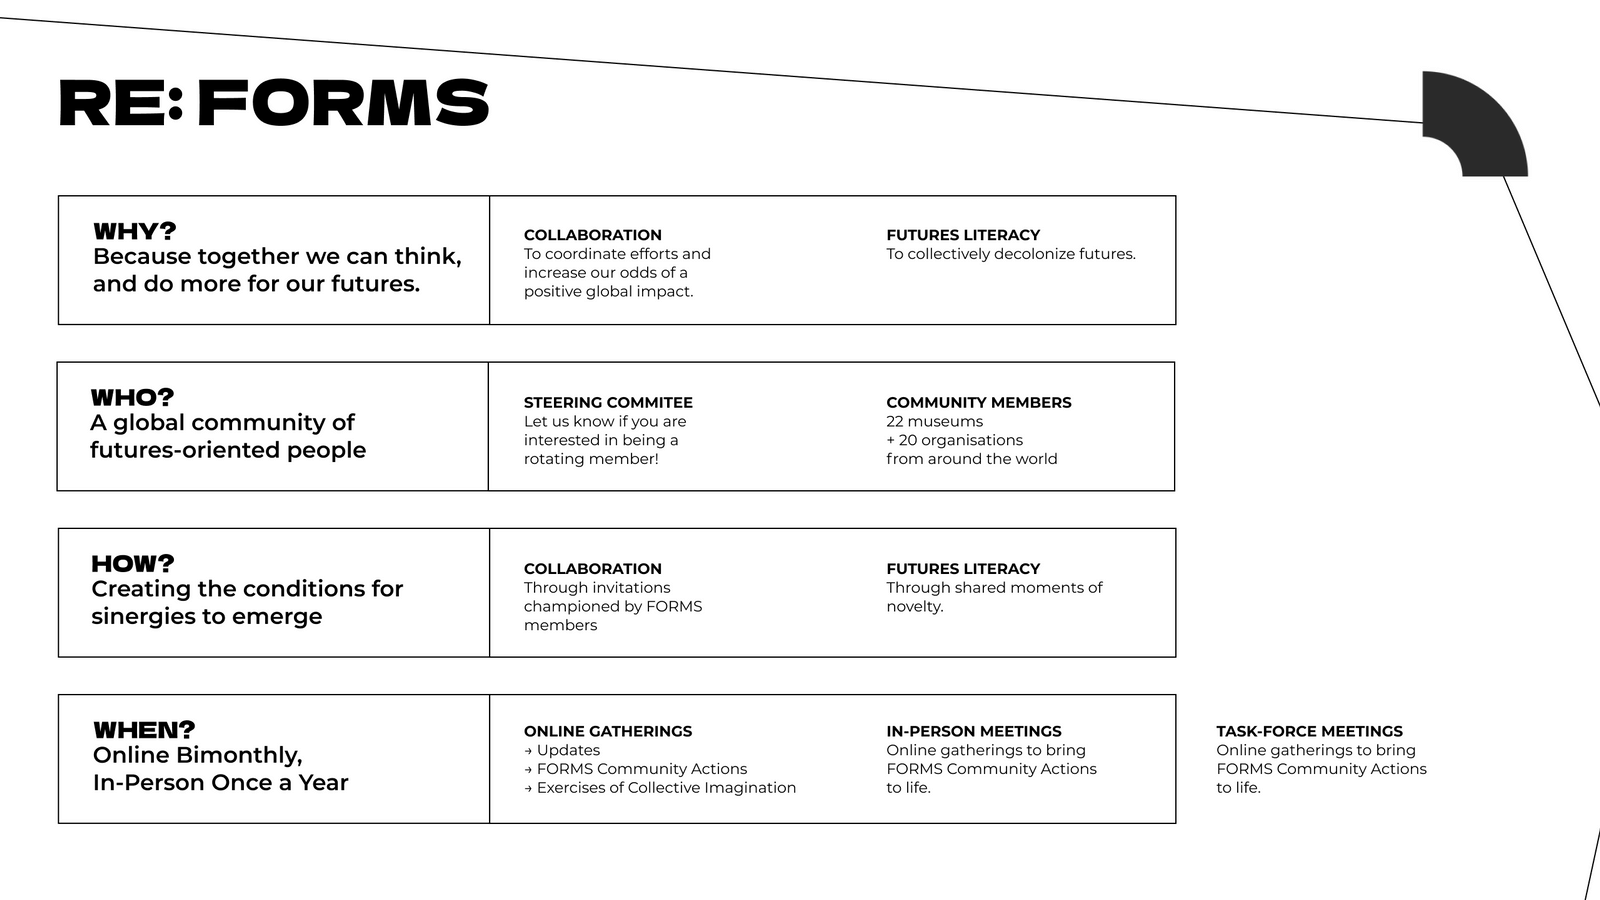 RE: FORMS
WHY?
Because together we can think,
and do more for our futures.
COLLABORATION
To coordinate efforts and
increase our odds of a
positive global impact.
FUTURES LITERACY
To collectively decolonize futures.
WHO?
A global community of
futures-oriented people
STEERING COMMITEE
Let us know if you are
interested in being a
rotating member!
COMMUNITY MEMBERS
22 museums
+ 20 organisations
from around the world
HOW?
Creating the conditions for
sinergies to emerge
COLLABORATION
Through invitations
championed by FORMS
members
FUTURES LITERACY
Through shared moments of
novelty.
WHEN?
Online Bimonthly,
In-Person Once a Year
ONLINE GATHERINGS
→ Updates
→ FORMS Community Actions
→ Exercises of Collective Imagination
IN-PERSON MEETINGS
Online gatherings to bring
FORMS Community Actions
to life.
TASK-FORCE MEETINGS
Online gatherings to bring
FORMS Community Actions
to life.